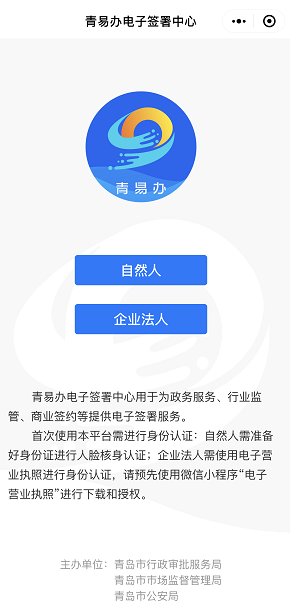 青易办电子签署中心
青易办
自然人
企业法人
青易办电子签署中心用于为政务服务、行业监
管、商业签约等提供电子签署服务。
首次使用本平台需进行身份认证：自然人需准备
好身份证进行人脸核身认证；企业法人需使用电子营
业执照进行身份认证，请预先使用微信小程序“电子
营业执照”进行下载和授权。
主办单位：青岛市行政审批服务局
青岛市市场监督管理局
青岛市公安局